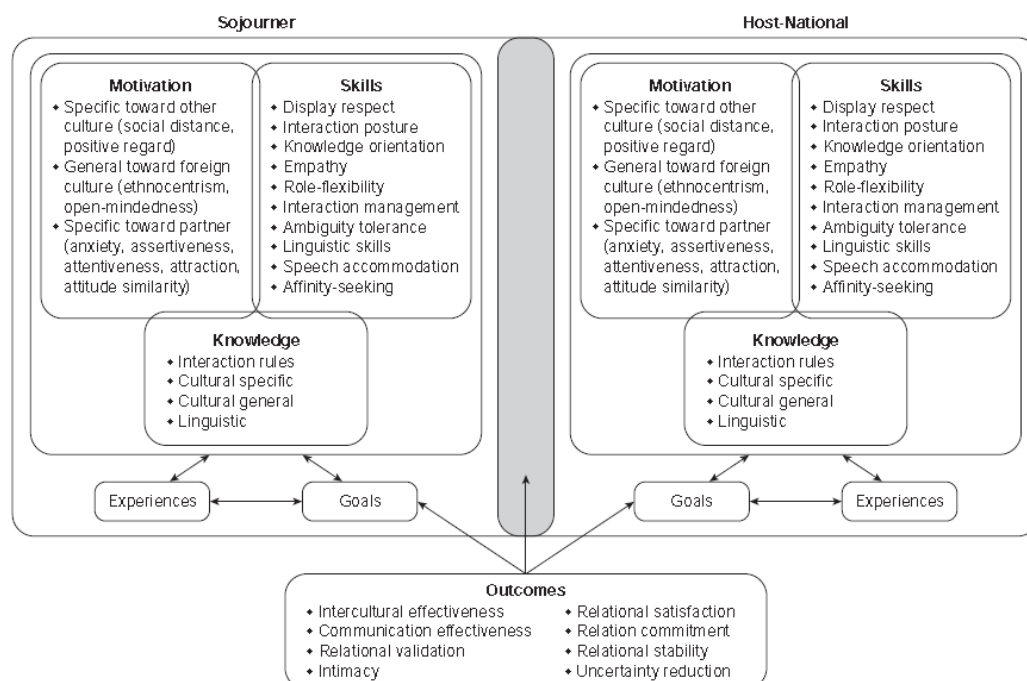 Sojourner
Host-National
Motivation
◆ Specific toward other
culture (social distance,
positive regard)
◆ General toward foreign
culture (ethnocentrism,
open-mindedness)
◆ Specific toward partner
(anxiety, assertiveness,
attentiveness, attraction,
attitude similarity)
Skills
◆ Display respect
◆ Interaction posture
◆ Knowledge orientation
◆ Empathy
◆ Role-flexibility
◆ Interaction management
◆ Ambiguity tolerance
◆ Linguistic skills
◆ Speech accommodation
◆ Affinity-seeking
Knowledge
◆ Interaction rules
◆ Cultural specific
◆ Cultural general
◆ Linguistic
Experiences
Goals
Motivation
◆ Specific toward other
culture (social distance,
positive regard)
◆ General toward foreign
culture (ethnocentrism,
open-mindedness)
◆ Specific toward partner
(anxiety, assertiveness,
attentiveness, attraction,
attitude similarity)
Skills
◆ Display respect
◆ Interaction posture
◆ Knowledge orientation
◆ Empathy
◆ Role-flexibility
◆ Interaction management
◆ Ambiguity tolerance
◆ Linguistic skills
◆ Speech accommodation
◆ Affinity-seeking
Knowledge
◆ Interaction rules
◆ Cultural specific
◆ Cultural general
◆ Linguistic
Goals
Experiences
Outcomes
◆ Intercultural effectiveness
◆ Communication effectiveness
◆ Relational validation
◆ Intimacy
◆ Relational satisfaction
◆ Relation commitment
◆ Relational stability
◆ Uncertainty reduction